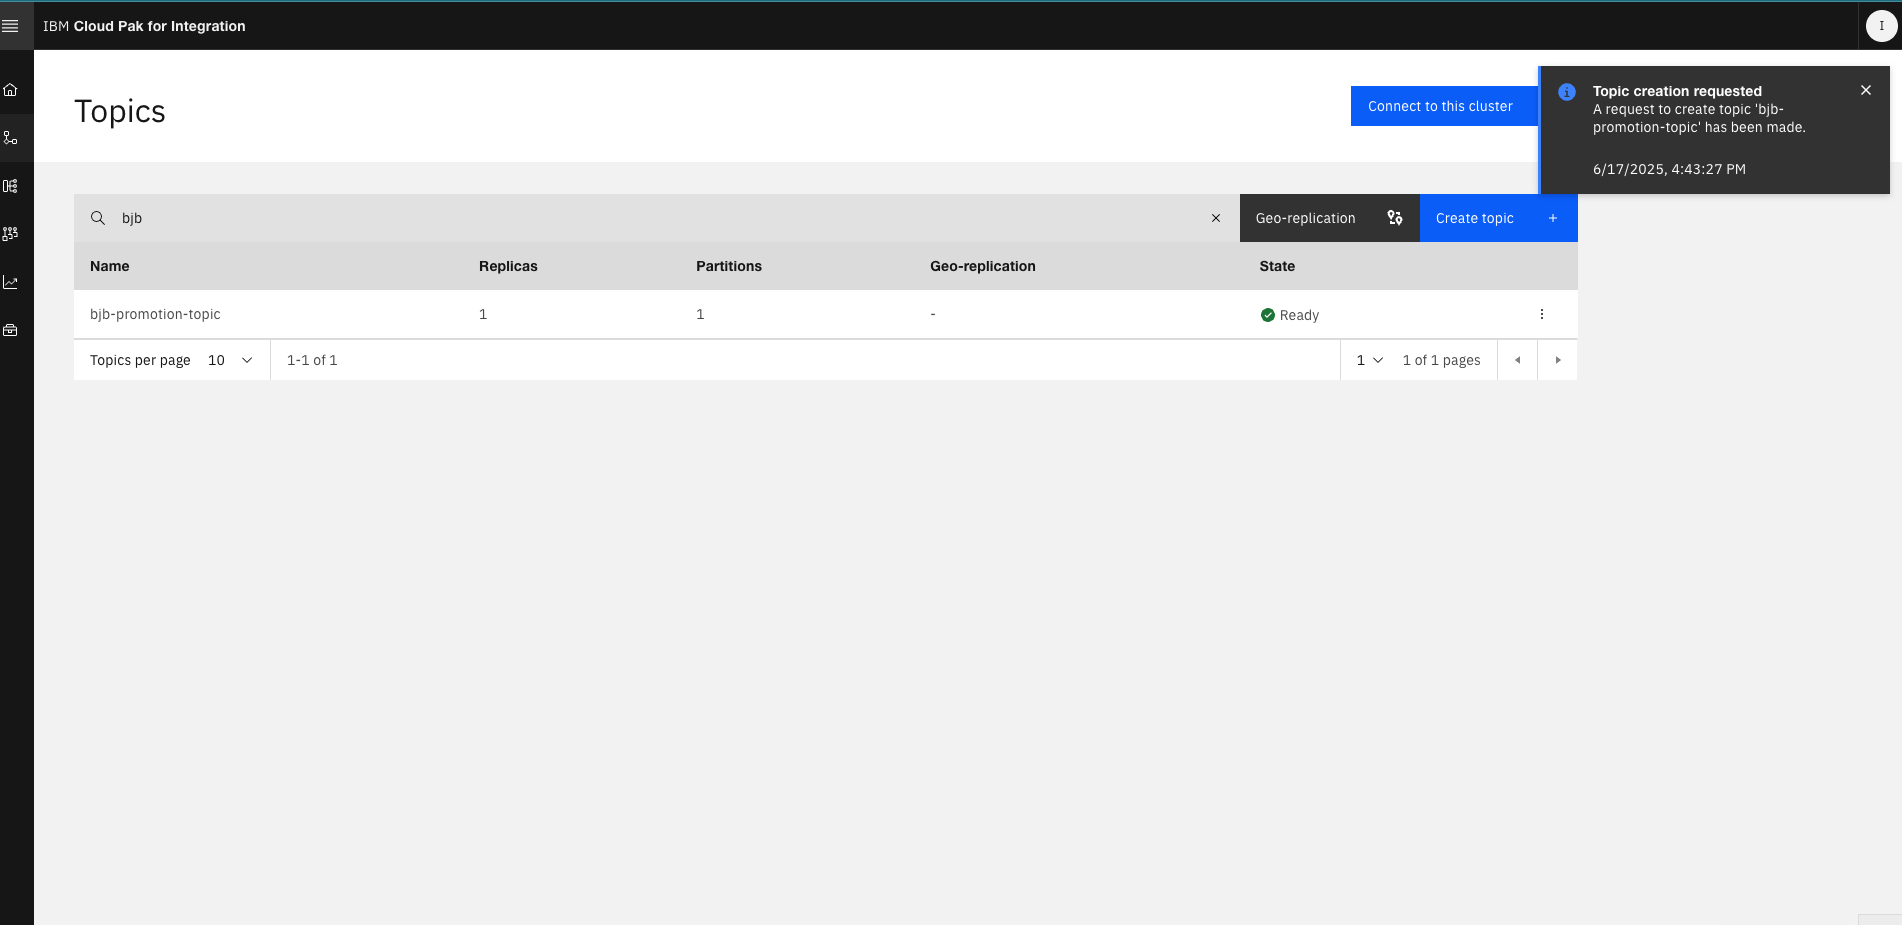 IBM Cloud Pak for Integration
I
Topics
Connect to this cluster
Topic creation requested
A request to create topic 'bjb-
promotion-topic' has been made.
6/17/2025, 4:43:27 PM
bjb
Geo-replication
Create topic
Name Replicas Partitions Geo-replication State
bjb-promotion-topic 1 1 - Ready
Topics per page 10 1-1 of 1 1 1 of 1 pages